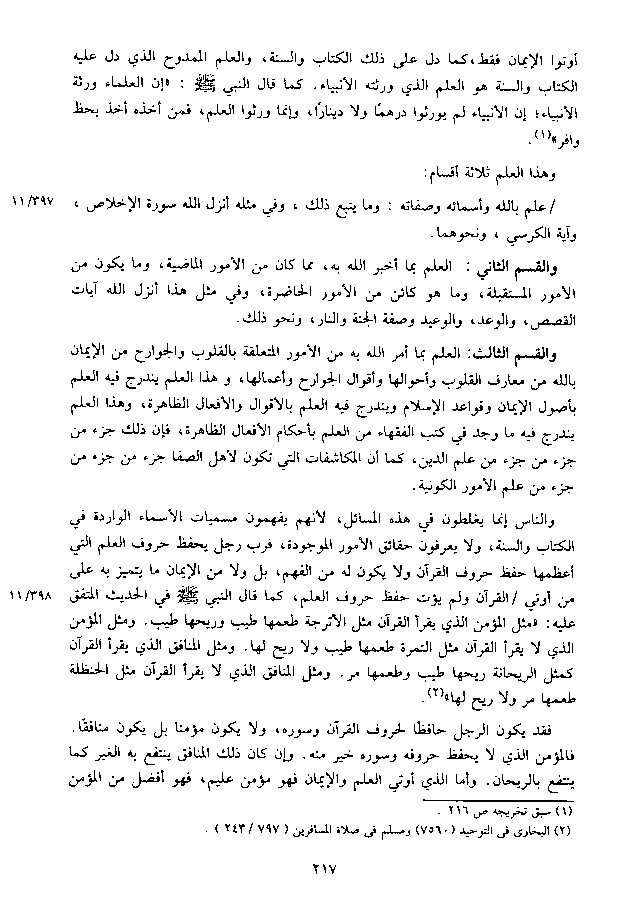 أوتوا الإيمان فقط،كما دل على ذلك الكتاب والسنة، والعلم الممدوح الذي دل عليه
الكتاب والسنة هو العلم الذي ورثته الأنبياء. كما قال النبي ﷺ : «إن العلماء ورثة
الأنبياء؛ إن الأنبياء لم يورثوا درهمًا ولا دينارًا، وإنما ورثوا العلم، فمن أخذه أخذ بحظ
وافر»(١).
وهذا العلم ثلاثة أقسام:
/علم بالله وأسمائه وصفاته : وما يتبع ذلك ، وفي مثله أنزل الله سورة الإخلاص ،
١١/٣٩٧
وآية الكرسي ، ونحوهما.
والقسم الثاني : العلم بما أخبر الله به، مما كان من الأمور الماضية، وما يكون من
الأمور المستقبلة، وما هو كائن من الأمور الحاضرة، وفي مثل هذا أنزل الله آيات
القصص، والوعد، والوعيد وصفة الجنة والنار، ونحو ذلك.
والقسم الثالث: العلم بما أمر الله به من الأمور المتعلقة بالقلوب والجوارح من الإيمان
بالله من معارف القلوب وأحوالها وأقوال الجوارح وأعمالها، و هذا العلم يندرج فيه العلم
بأصول الإيمان وقواعد الإسلام ويندرج فيه العلم بالأقوال والأفعال الظاهرة، وهذا العلم
يندرج فيه ما وجد في كتب الفقهاء من العلم بأحكام الأفعال الظاهرة، فإن ذلك جزء من
جزء من جزء من علم الدين، كما أن المكاشفات التي تكون لأهل الصفا جزء من جزء من
جزء من علم الأمور الكونية.
والناس إنما يغلطون في هذه المسائل، لأنهم يفهمون مسميات الأسماء الواردة في
الكتاب والسنة، ولا يعرفون حقائق الأمور الموجودة، فرب رجل يحفظ حروف العلم التي
أعظمها حفظ حروف القرآن ولا يكون له من الفهم، بل ولا من الإيمان ما يتميز به على
من أوتي /القرآن ولم يؤت حفظ حروف العلم، كما قال النبي ﷺ في الحديث المتفق
١١/٣٩٨
عليه: «مثل المؤمن الذي يقرأ القرآن مثل الأترجة طعمها طيب وريحها طيب. ومثل المؤمن
الذي لا يقرأ القرآن مثل التمرة طعمها طيب ولا ريح لها. ومثل المنافق الذي يقرأ القرآن
كمثل الريحانة ريحها طيب وطعمها مر. ومثل المنافق الذي لا يقرأ القرآن مثل الحنظلة
طعمها مر ولا ريح لها»(٢).
فقد يكون الرجل حافظًا لحروف القرآن وسوره، ولا يكون مؤمنا بل يكون منافقًا.
فالمؤمن الذي لا يحفظ حروفه وسوره خير منه. وإن كان ذلك المنافق ينتفع به الغير كما
ينتفع بالريحان. وأما الذي أوتي العلم والإيمان فهو مؤمن عليم، فهو أفضل من المؤمن
(١) سبق تخريجه ص ٢١٦ .
(٢) البخارى فى التوحيد (٧٥٦٠) ومسلم فى صلاة المسافرين (٧٩٧ /٢٤٣ ) .
٢١٧